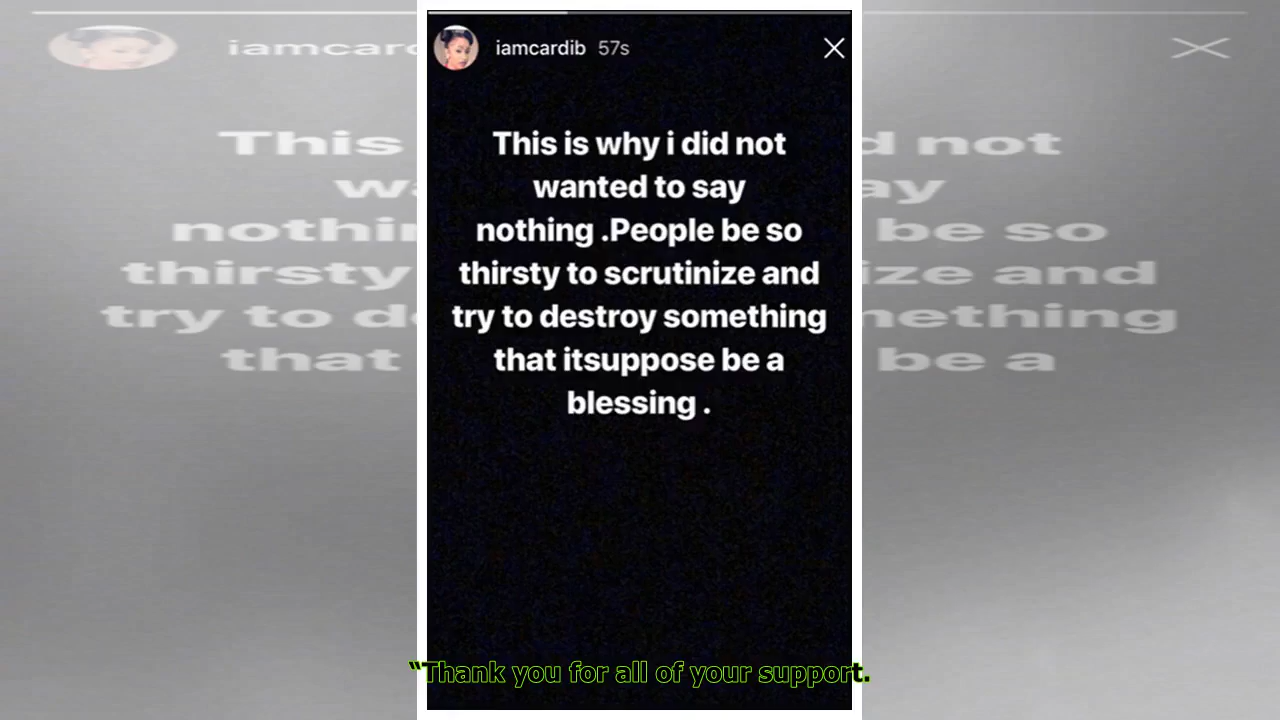 iamcardib 57s
This is why i did not
wanted to say
nothing .People be so
thirsty to scrutinize and
try to destroy something
that itsuppose be a
blessing .
“Thank you for all of your support.